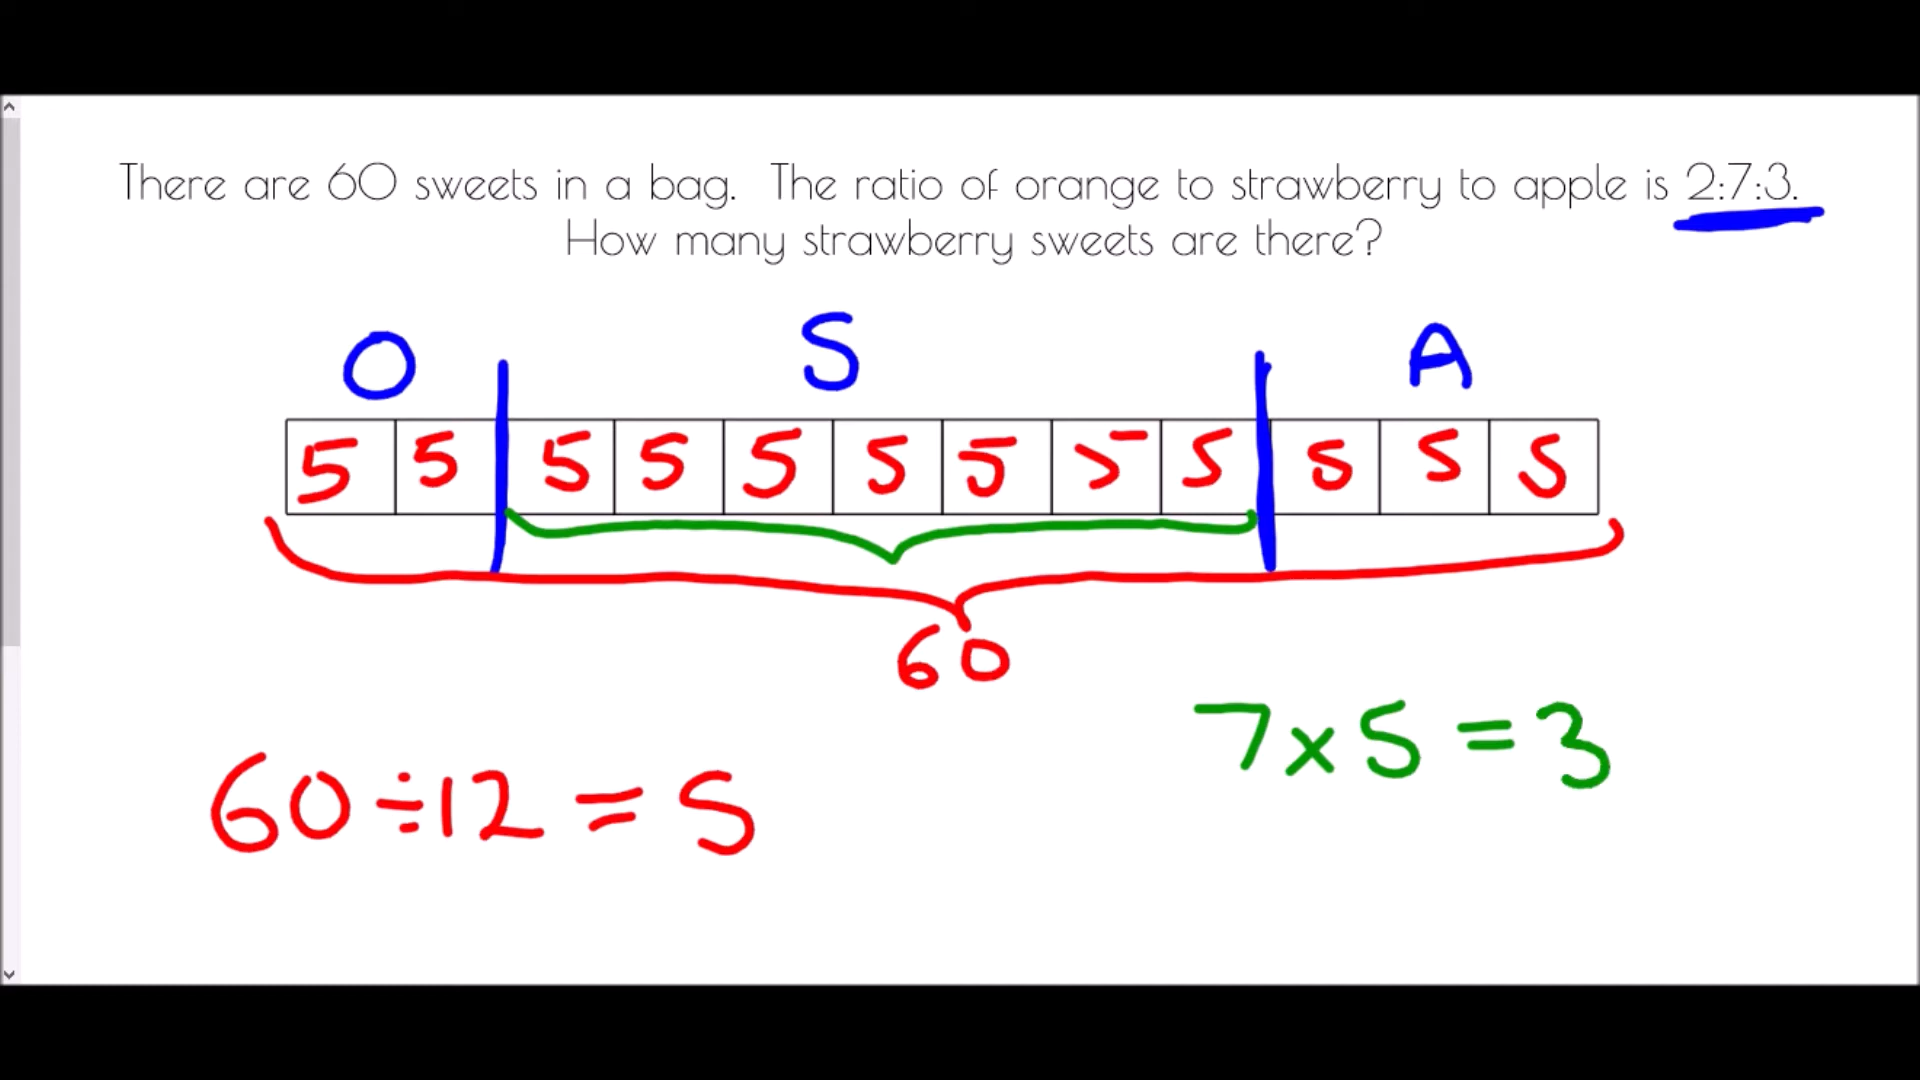 There are 60 sweets in a bag. The ratio of orange to strawberry to apple is 2:7:3.
How many strawberry sweets are there?
O S A
5 5 5 5 5 5 5 5 5 5 5 5
60
7 x 5 = 3
60 ÷ 12 = 5